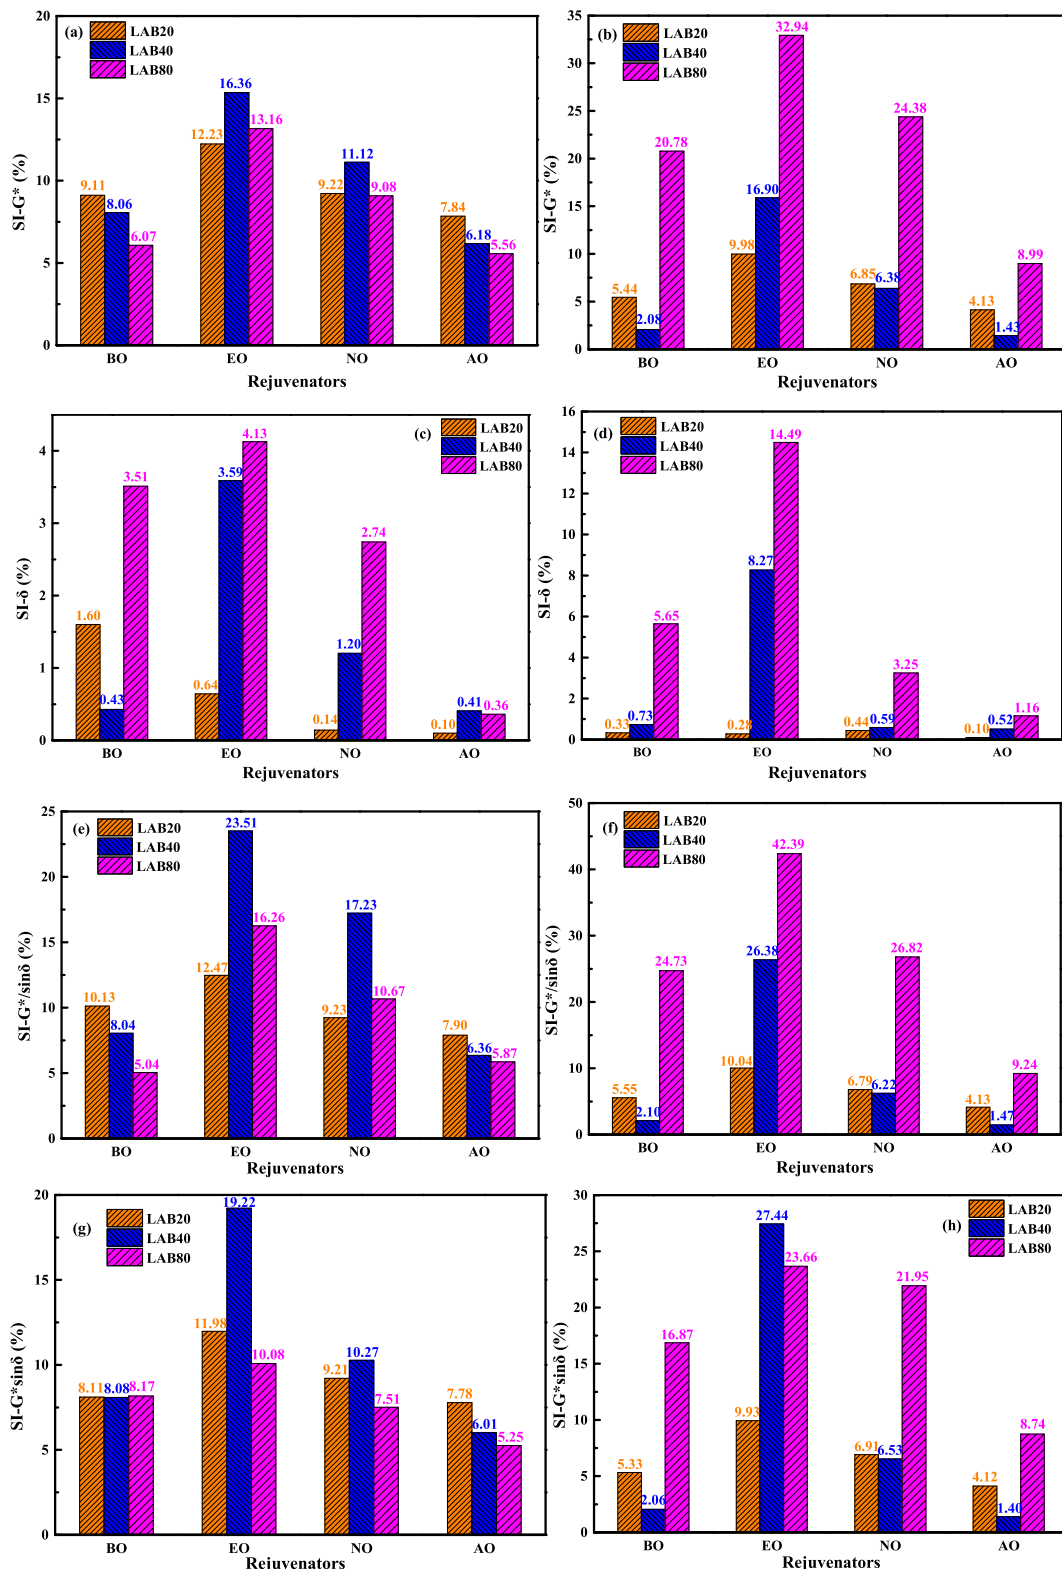 (a)
LAB20
LAB40
LAB80
SI-G* (%)
20
15
10
5
0
9.11
8.06
6.07
12.23
16.36
13.16
9.22
11.12
9.08
7.84
6.18
5.56
BO EO NO AO
Rejuvenators
(b)
LAB20
LAB40
LAB80
SI-G* (%)
35
30
25
20
15
10
5
0
5.44
2.08
20.78
9.98
16.90
32.94
6.85
6.38
24.38
4.13
1.43
8.99
BO EO NO AO
Rejuvenators
(c)
LAB20
LAB40
LAB80
SI-δ (%)
4
3
2
1
0
1.60
0.43
3.51
0.64
3.59
4.13
0.14
1.20
2.74
0.10
0.41
0.36
BO EO NO AO
Rejuvenators
(d)
LAB20
LAB40
LAB80
SI-δ (%)
16
14
12
10
8
6
4
2
0
0.33
0.73
5.65
0.28
8.27
14.49
0.44
0.59
3.25
0.10
0.52
1.16
BO EO NO AO
Rejuvenators
(e)
LAB20
LAB40
LAB80
SI-G*/sinδ (%)
25
20
15
10
5
0
10.13
8.04
5.04
12.47
23.51
16.26
9.23
17.23
10.67
7.90
6.36
5.87
BO EO NO AO
Rejuvenators
(f)
LAB20
LAB40
LAB80
SI-G*/sinδ (%)
50
40
30
20
10
0
5.55
2.10
24.73
10.04
26.38
42.39
6.79
6.22
26.82
4.13
1.47
9.24
BO EO NO AO
Rejuvenators
(g)
LAB20
LAB40
LAB80
SI-G*sinδ (%)
20
15
10
5
0
8.11
8.08
8.17
11.98
19.22
10.08
9.21
10.27
7.51
7.78
6.01
5.25
BO EO NO AO
Rejuvenators
(h)
LAB20
LAB40
LAB80
SI-G*sinδ (%)
30
25
20
15
10
5
0
5.33
2.06
16.87
9.93
27.44
23.66
6.91
6.53
21.95
4.12
1.40
8.74
BO EO NO AO
Rejuvenators